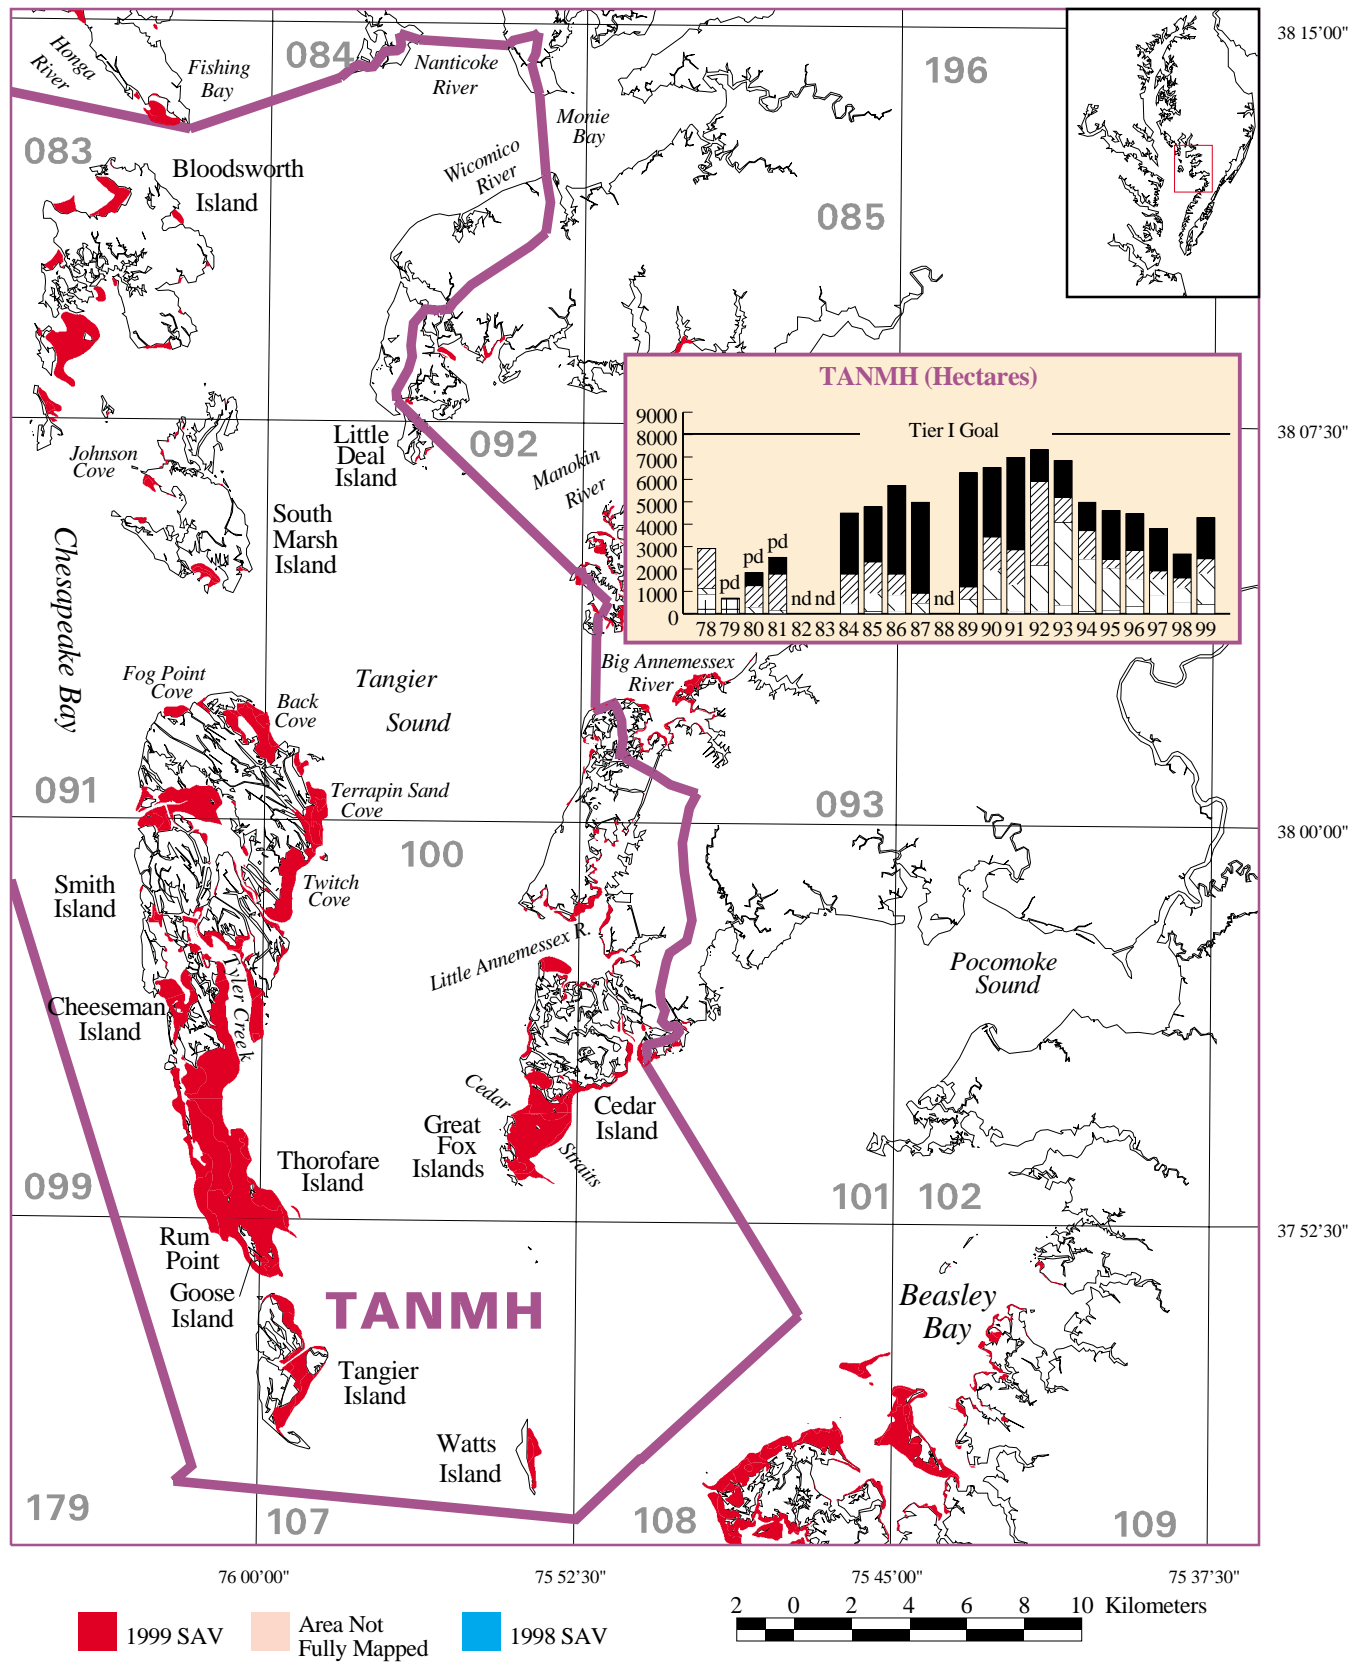 38 15'00"
Honga
River
Fishing
Bay
084
Nanticoke
River
196
Monie
Bay
083
Bloodsworth
Island
Wicomico
River
085
TANMH (Hectares)
9000
8000
7000
6000
5000
4000
3000
2000
1000
0
Tier I Goal
pd
pd
pd
nd
nd
nd
78 79 80 81 82 83 84 85 86 87 88 89 90 91 92 93 94 95 96 97 98 99
38 07'30"
Little
Deal
Island
092
Johnson
Cove
Manokin
River
South
Marsh
Island
Chesapeake Bay
Big Annemessex
River
Fog Point
Cove
Back
Cove
Tangier
Sound
091
Terrapin Sand
Cove
093
38 00'00"
100
Smith
Island
Twitch
Cove
Little Annemessex R.
Pocomoke
Sound
Tyler Creek
Cheeseman
Island
Cedar
Straits
Great
Fox
Islands
Cedar
Island
Thorofare
Island
099
101
102
37 52'30"
Rum
Point
Goose
Island
TANMH
Beasley
Bay
Tangier
Island
Watts
Island
179
107
108
109
76 00'00"
75 52'30"
75 45'00"
75 37'30"
1999 SAV
Area Not
Fully Mapped
1998 SAV
2 0 2 4 6 8 10 Kilometers